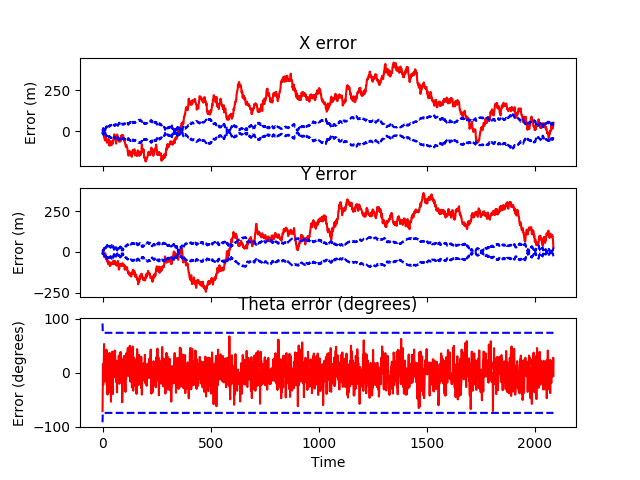 X error
Error (m)
250
0
Y error
Error (m)
250
0
−250
Theta error (degrees)
Error (degrees)
100
0
−100
0 500 1000 1500 2000
Time